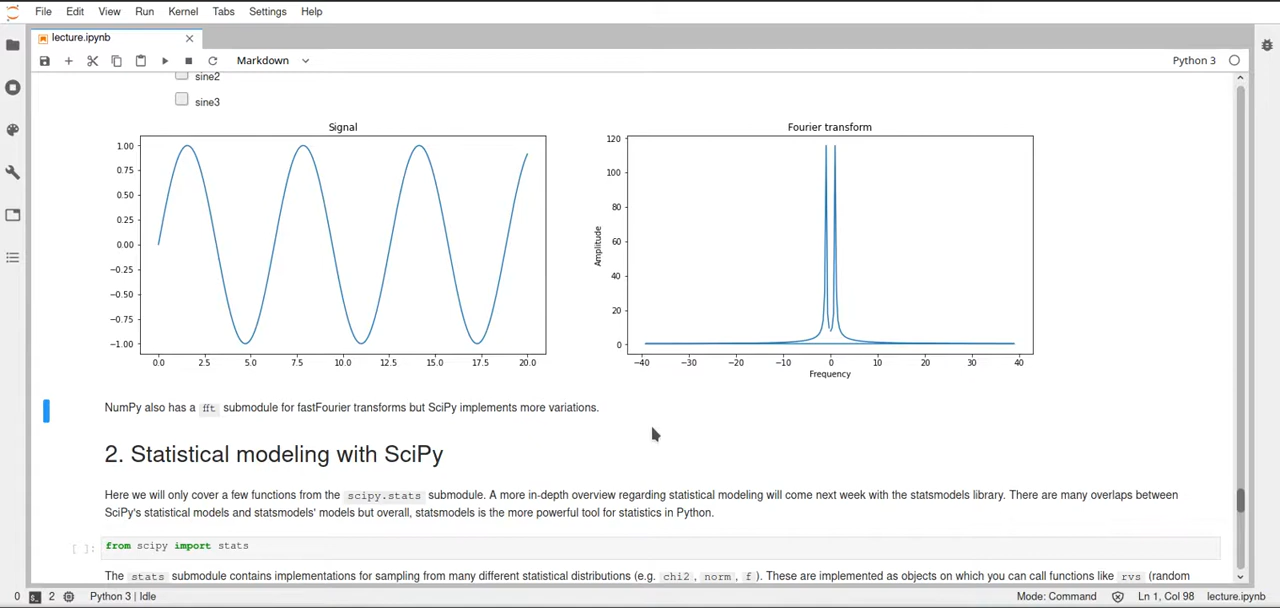 File Edit View Run Kernel Tabs Settings Help
lecture.ipynb
Markdown
Python 3
sine2
sine3
Signal
1.00
0.75
0.50
0.25
0.00
−0.25
−0.50
−0.75
−1.00
0.0 2.5 5.0 7.5 10.0 12.5 15.0 17.5 20.0
Fourier transform
120
100
80
60
40
20
0
Amplitude
−40 −30 −20 −10 0 10 20 30 40
Frequency
NumPy also has a fft submodule for fastFourier transforms but SciPy implements more variations.
2. Statistical modeling with SciPy
Here we will only cover a few functions from the scipy.stats submodule. A more in-depth overview regarding statistical modeling will come next week with the statsmodels library. There are many overlaps between
SciPy's statistical models and statsmodels' models but overall, statsmodels is the more powerful tool for statistics in Python.
[ ]: from scipy import stats
The stats submodule contains implementations for sampling from many different statistical distributions (e.g. chi2, norm, f). These are implemented as objects on which you can call functions like rvs (random
0 2 Python 3 | Idle Mode: Command Ln 1, Col 98 lecture.ipynb